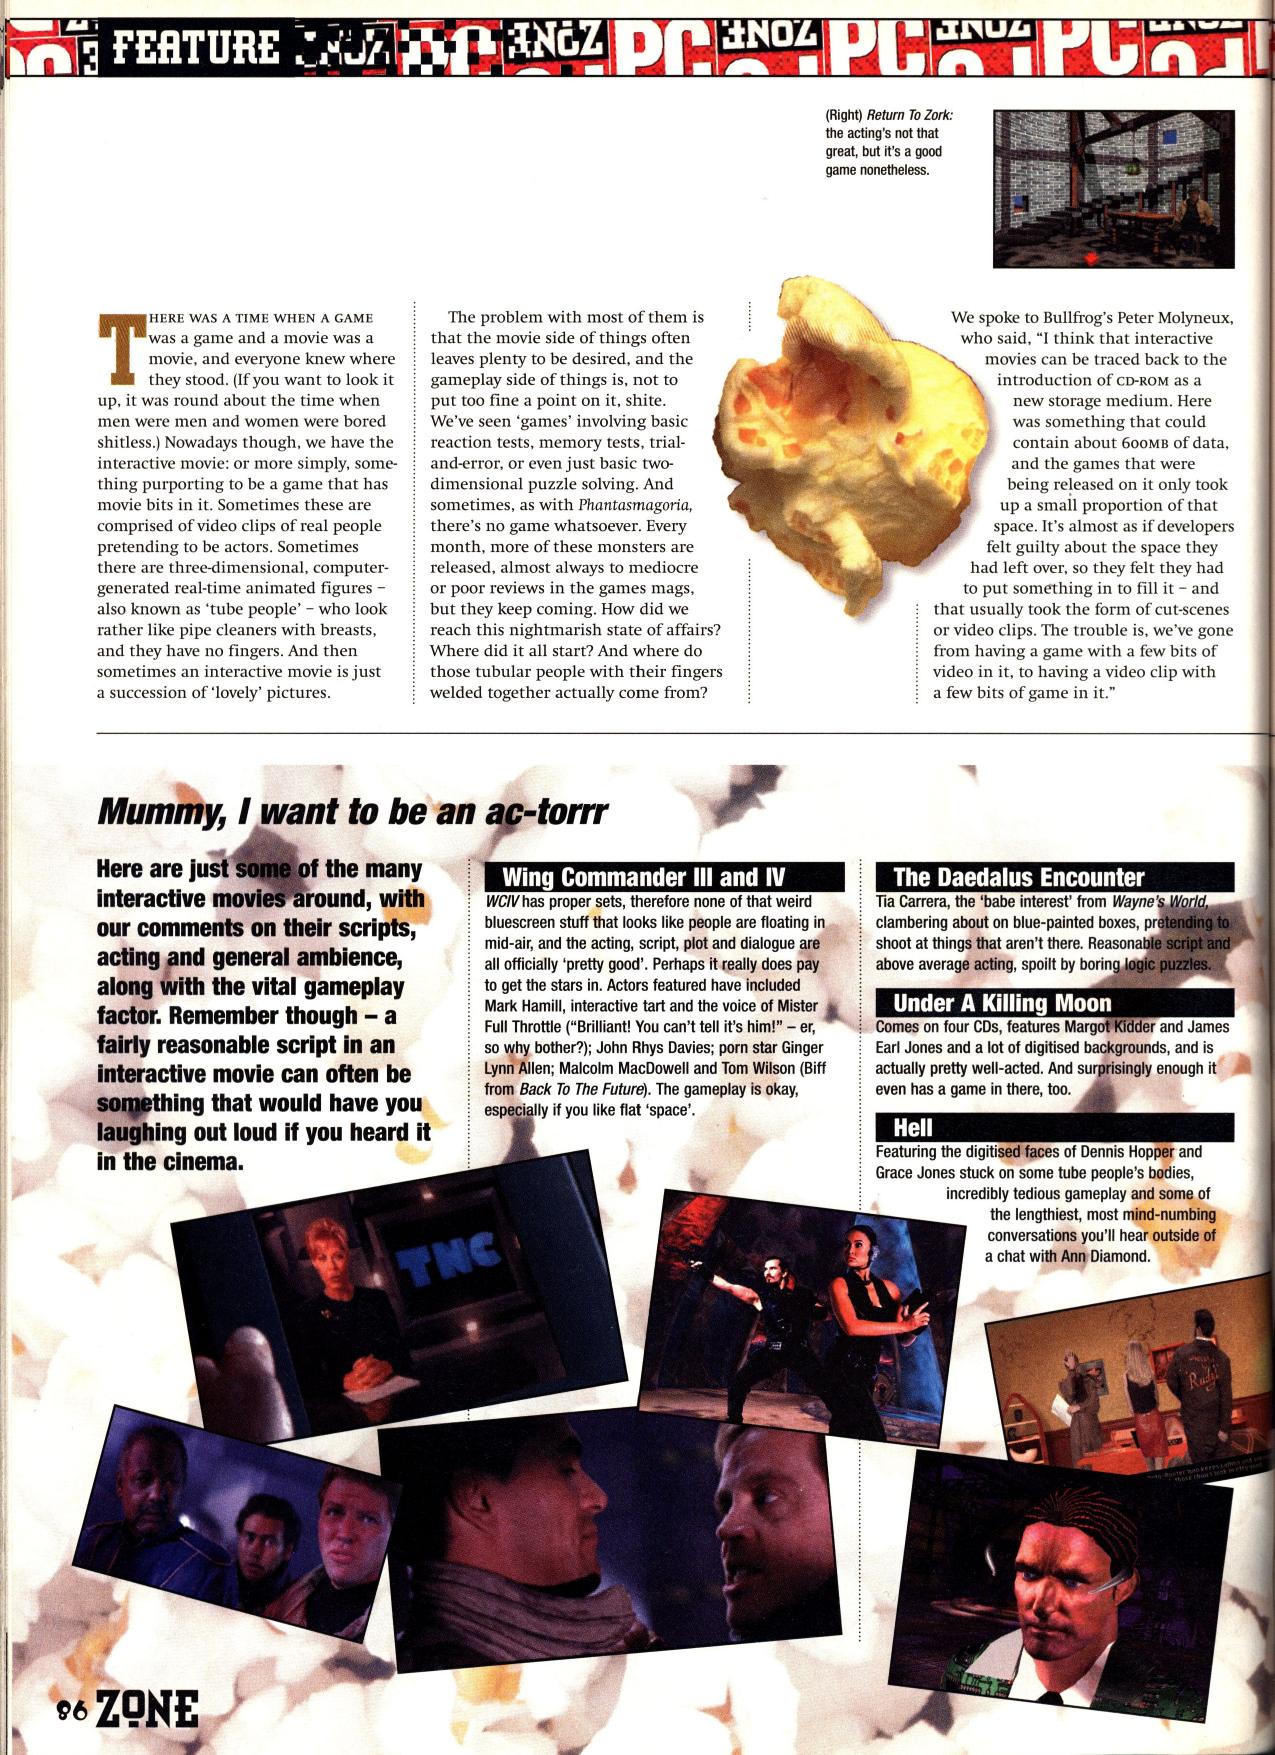 FEATURE
(Right) Return To Zork:
the acting's not that
great, but it's a good
game nonetheless.
THERE WAS A TIME WHEN A GAME
was a game and a movie was a
movie, and everyone knew where
they stood. (If you want to look it
up, it was round about the time when
men were men and women were bored
shitless.) Nowadays though, we have the
interactive movie: or more simply, some-
thing purporting to be a game that has
movie bits in it. Sometimes these are
comprised of video clips of real people
pretending to be actors. Sometimes
there are three-dimensional, computer-
generated real-time animated figures –
also known as 'tube people' – who look
rather like pipe cleaners with breasts,
and they have no fingers. And then
sometimes an interactive movie is just
a succession of 'lovely' pictures.
The problem with most of them is
that the movie side of things often
leaves plenty to be desired, and the
gameplay side of things is, not to
put too fine a point on it, shite.
We've seen 'games' involving basic
reaction tests, memory tests, trial-
and-error, or even just basic two-
dimensional puzzle solving. And
sometimes, as with Phantasmagoria,
there's no game whatsoever. Every
month, more of these monsters are
released, almost always to mediocre
or poor reviews in the games mags,
but they keep coming. How did we
reach this nightmarish state of affairs?
Where did it all start? And where do
those tubular people with their fingers
welded together actually come from?
We spoke to Bullfrog's Peter Molyneux,
who said, "I think that interactive
movies can be traced back to the
introduction of CD-ROM as a
new storage medium. Here
was something that could
contain about 600MB of data,
and the games that were
being released on it only took
up a small proportion of that
space. It's almost as if developers
felt guilty about the space they
had left over, so they felt they had
to put something in to fill it – and
that usually took the form of cut-scenes
or video clips. The trouble is, we've gone
from having a game with a few bits of
video in it, to having a video clip with
a few bits of game in it."
Mummy, I want to be an ac-torrr
Here are just some of the many
interactive movies around, with
our comments on their scripts,
acting and general ambience,
along with the vital gameplay
factor. Remember though – a
fairly reasonable script in an
interactive movie can often be
something that would have you
laughing out loud if you heard it
in the cinema.
Wing Commander III and IV
WCIV has proper sets, therefore none of that weird
bluescreen stuff that looks like people are floating in
mid-air, and the acting, script, plot and dialogue are
all officially 'pretty good'. Perhaps it really does pay
to get the stars in. Actors featured have included
Mark Hamill, interactive tart and the voice of Mister
Full Throttle ("Brilliant! You can't tell it's him!" – er,
so why bother?); John Rhys Davies; porn star Ginger
Lynn Allen; Malcolm MacDowell and Tom Wilson (Biff
from Back To The Future). The gameplay is okay,
especially if you like flat 'space'.
The Daedalus Encounter
Tia Carrera, the 'babe interest' from Wayne's World,
clambering about on blue-painted boxes, pretending to
shoot at things that aren't there. Reasonable script and
above average acting, spoilt by boring logic puzzles.
Under A Killing Moon
Comes on four CDs, features Margot Kidder and James
Earl Jones and a lot of digitised backgrounds, and is
actually pretty well-acted. And surprisingly enough it
even has a game in there, too.
Hell
Featuring the digitised faces of Dennis Hopper and
Grace Jones stuck on some tube people's bodies,
incredibly tedious gameplay and some of
the lengthiest, most mind-numbing
conversations you'll hear outside of
a chat with Ann Diamond.
TNC
Rudy's
86 ZONE